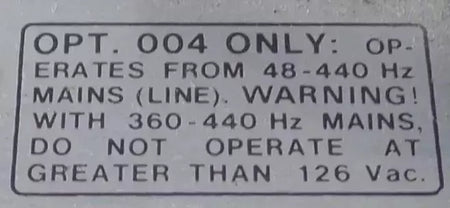 OPT. 004 ONLY: OP-
ERATES FROM 48-440 Hz
MAINS (LINE). WARNING!
WITH 360-440 Hz MAINS,
DO NOT OPERATE AT
GREATER THAN 126 Vac.